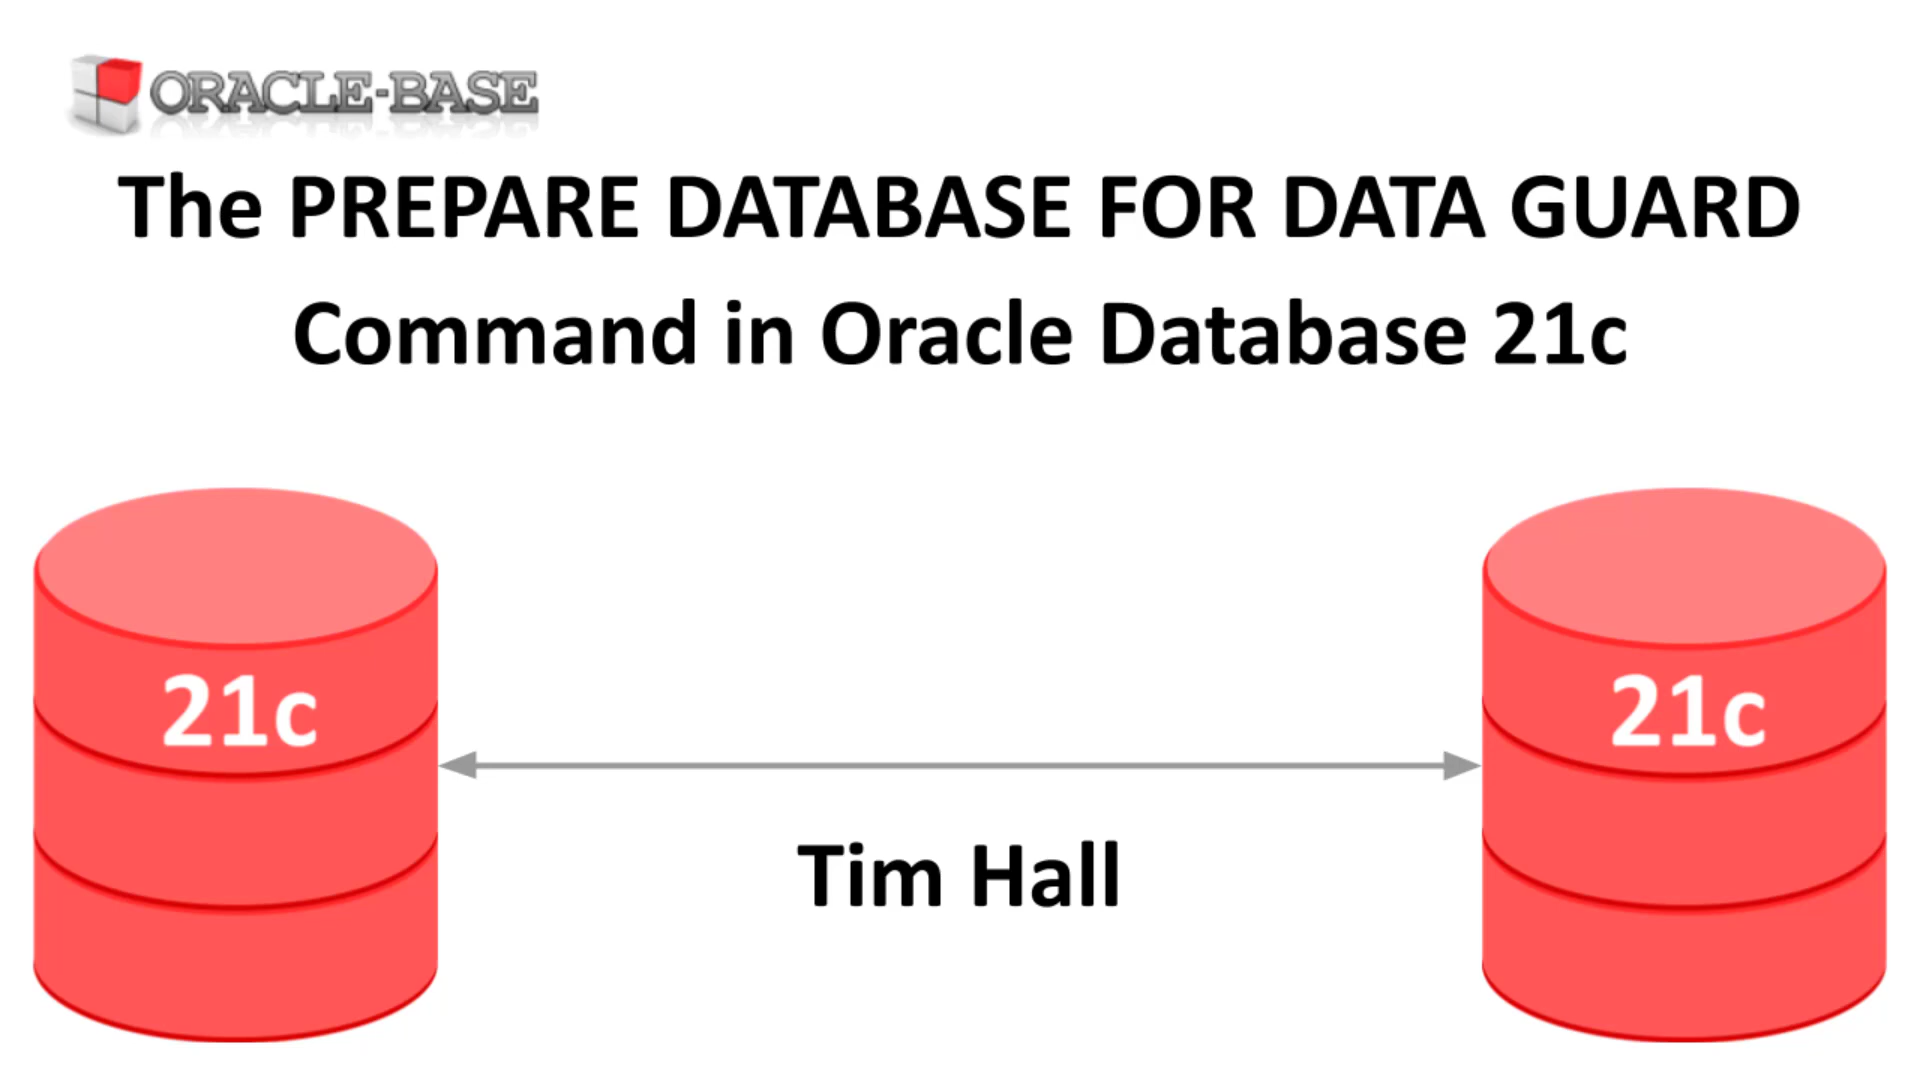 ORACLE-BASE
The PREPARE DATABASE FOR DATA GUARD
Command in Oracle Database 21c
21c
21c
Tim Hall